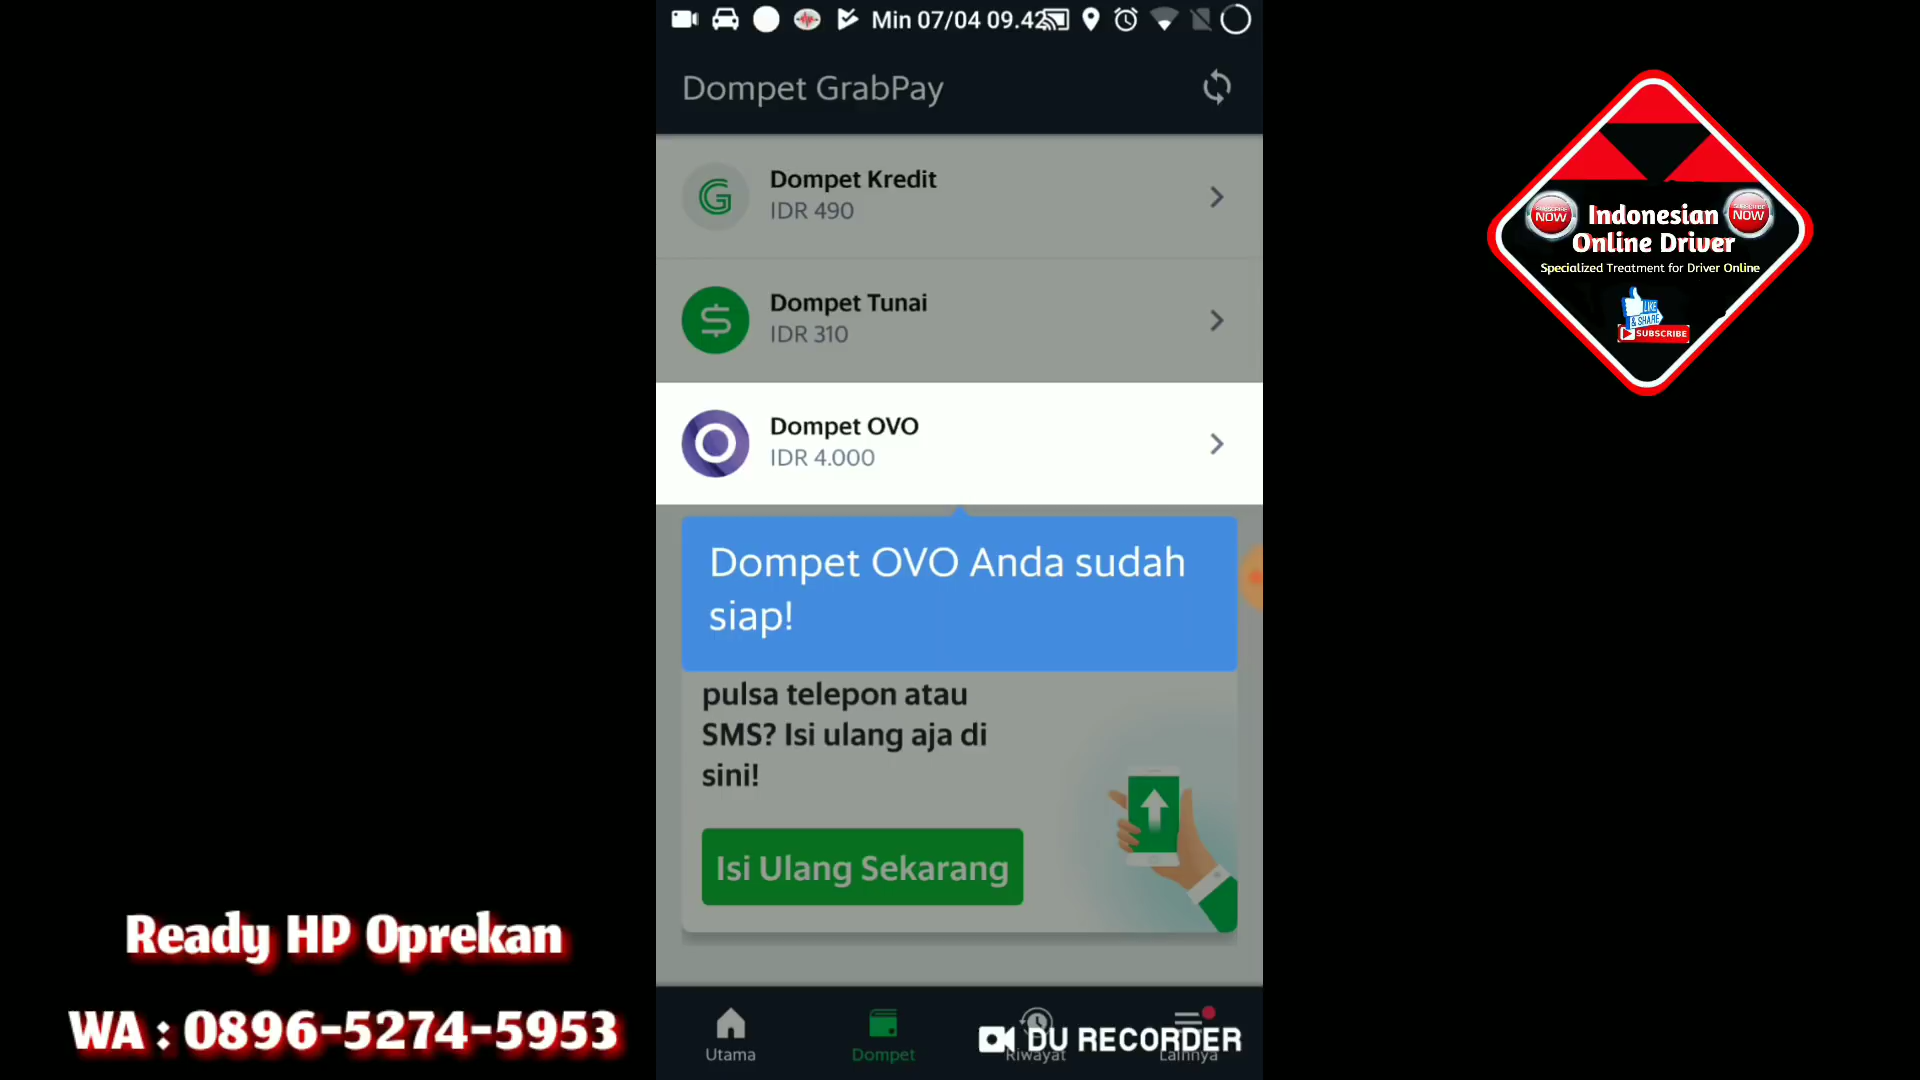 Min 07/04 09.42
Dompet GrabPay
Dompet Kredit
IDR 490
Dompet Tunai
IDR 310
Dompet OVO
IDR 4.000
Dompet OVO Anda sudah
siap!
pulsa telepon atau
SMS? Isi ulang aja di
sini!
Isi Ulang Sekarang
Utama
Dompet
Riwayat
Lainnya
DU RECORDER
NOW
NOW
Indonesian
Online Driver
Specialized Treatment for Driver Online
LIKE
& SHARE
SUBSCRIBE
Ready HP Oprekan
WA : 0896-5274-5953